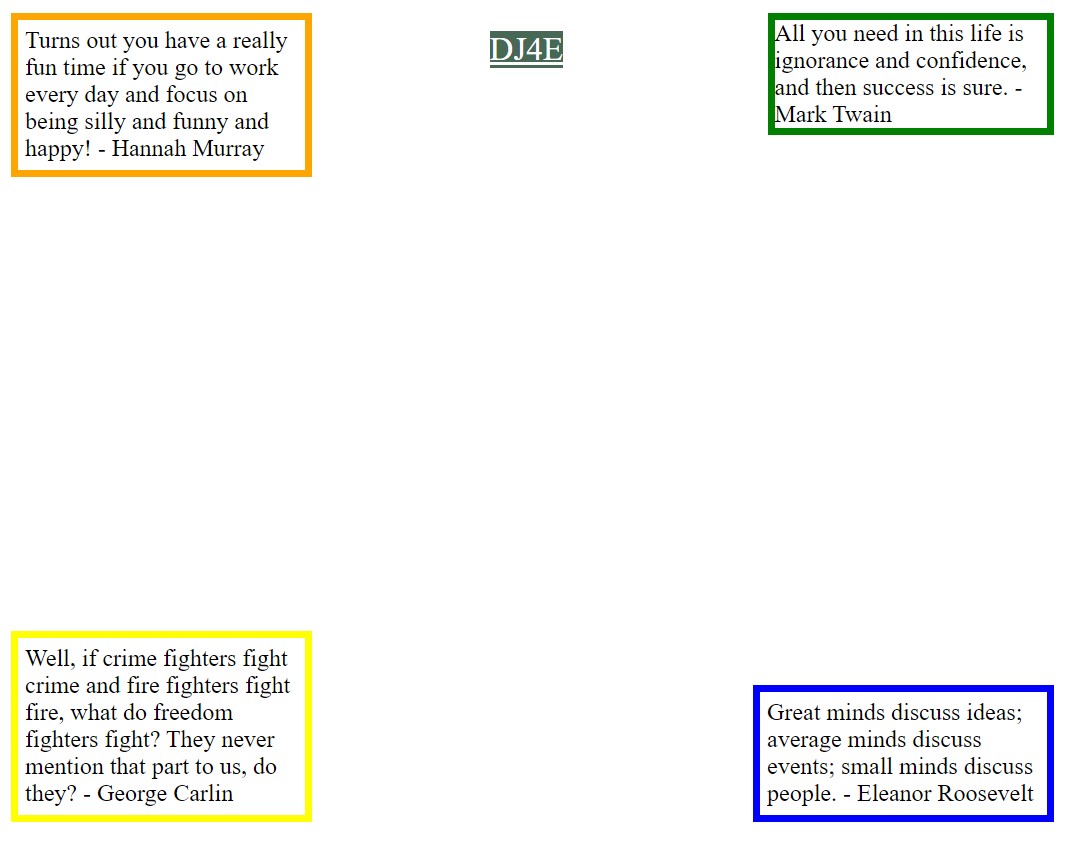 Turns out you have a really
fun time if you go to work
every day and focus on
being silly and funny and
happy! - Hannah Murray
DJ4E
All you need in this life is
ignorance and confidence,
and then success is sure. -
Mark Twain
Well, if crime fighters fight
crime and fire fighters fight
fire, what do freedom
fighters fight? They never
mention that part to us, do
they? - George Carlin
Great minds discuss ideas;
average minds discuss
events; small minds discuss
people. - Eleanor Roosevelt